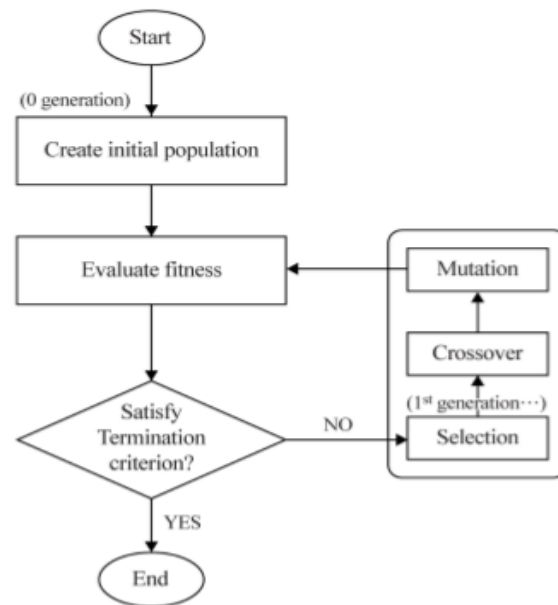 Start
(0 generation)
Create initial population
Evaluate fitness
Mutation
Crossover
(1st generation⋯)
Selection
Satisfy
Termination
criterion?
NO
YES
End